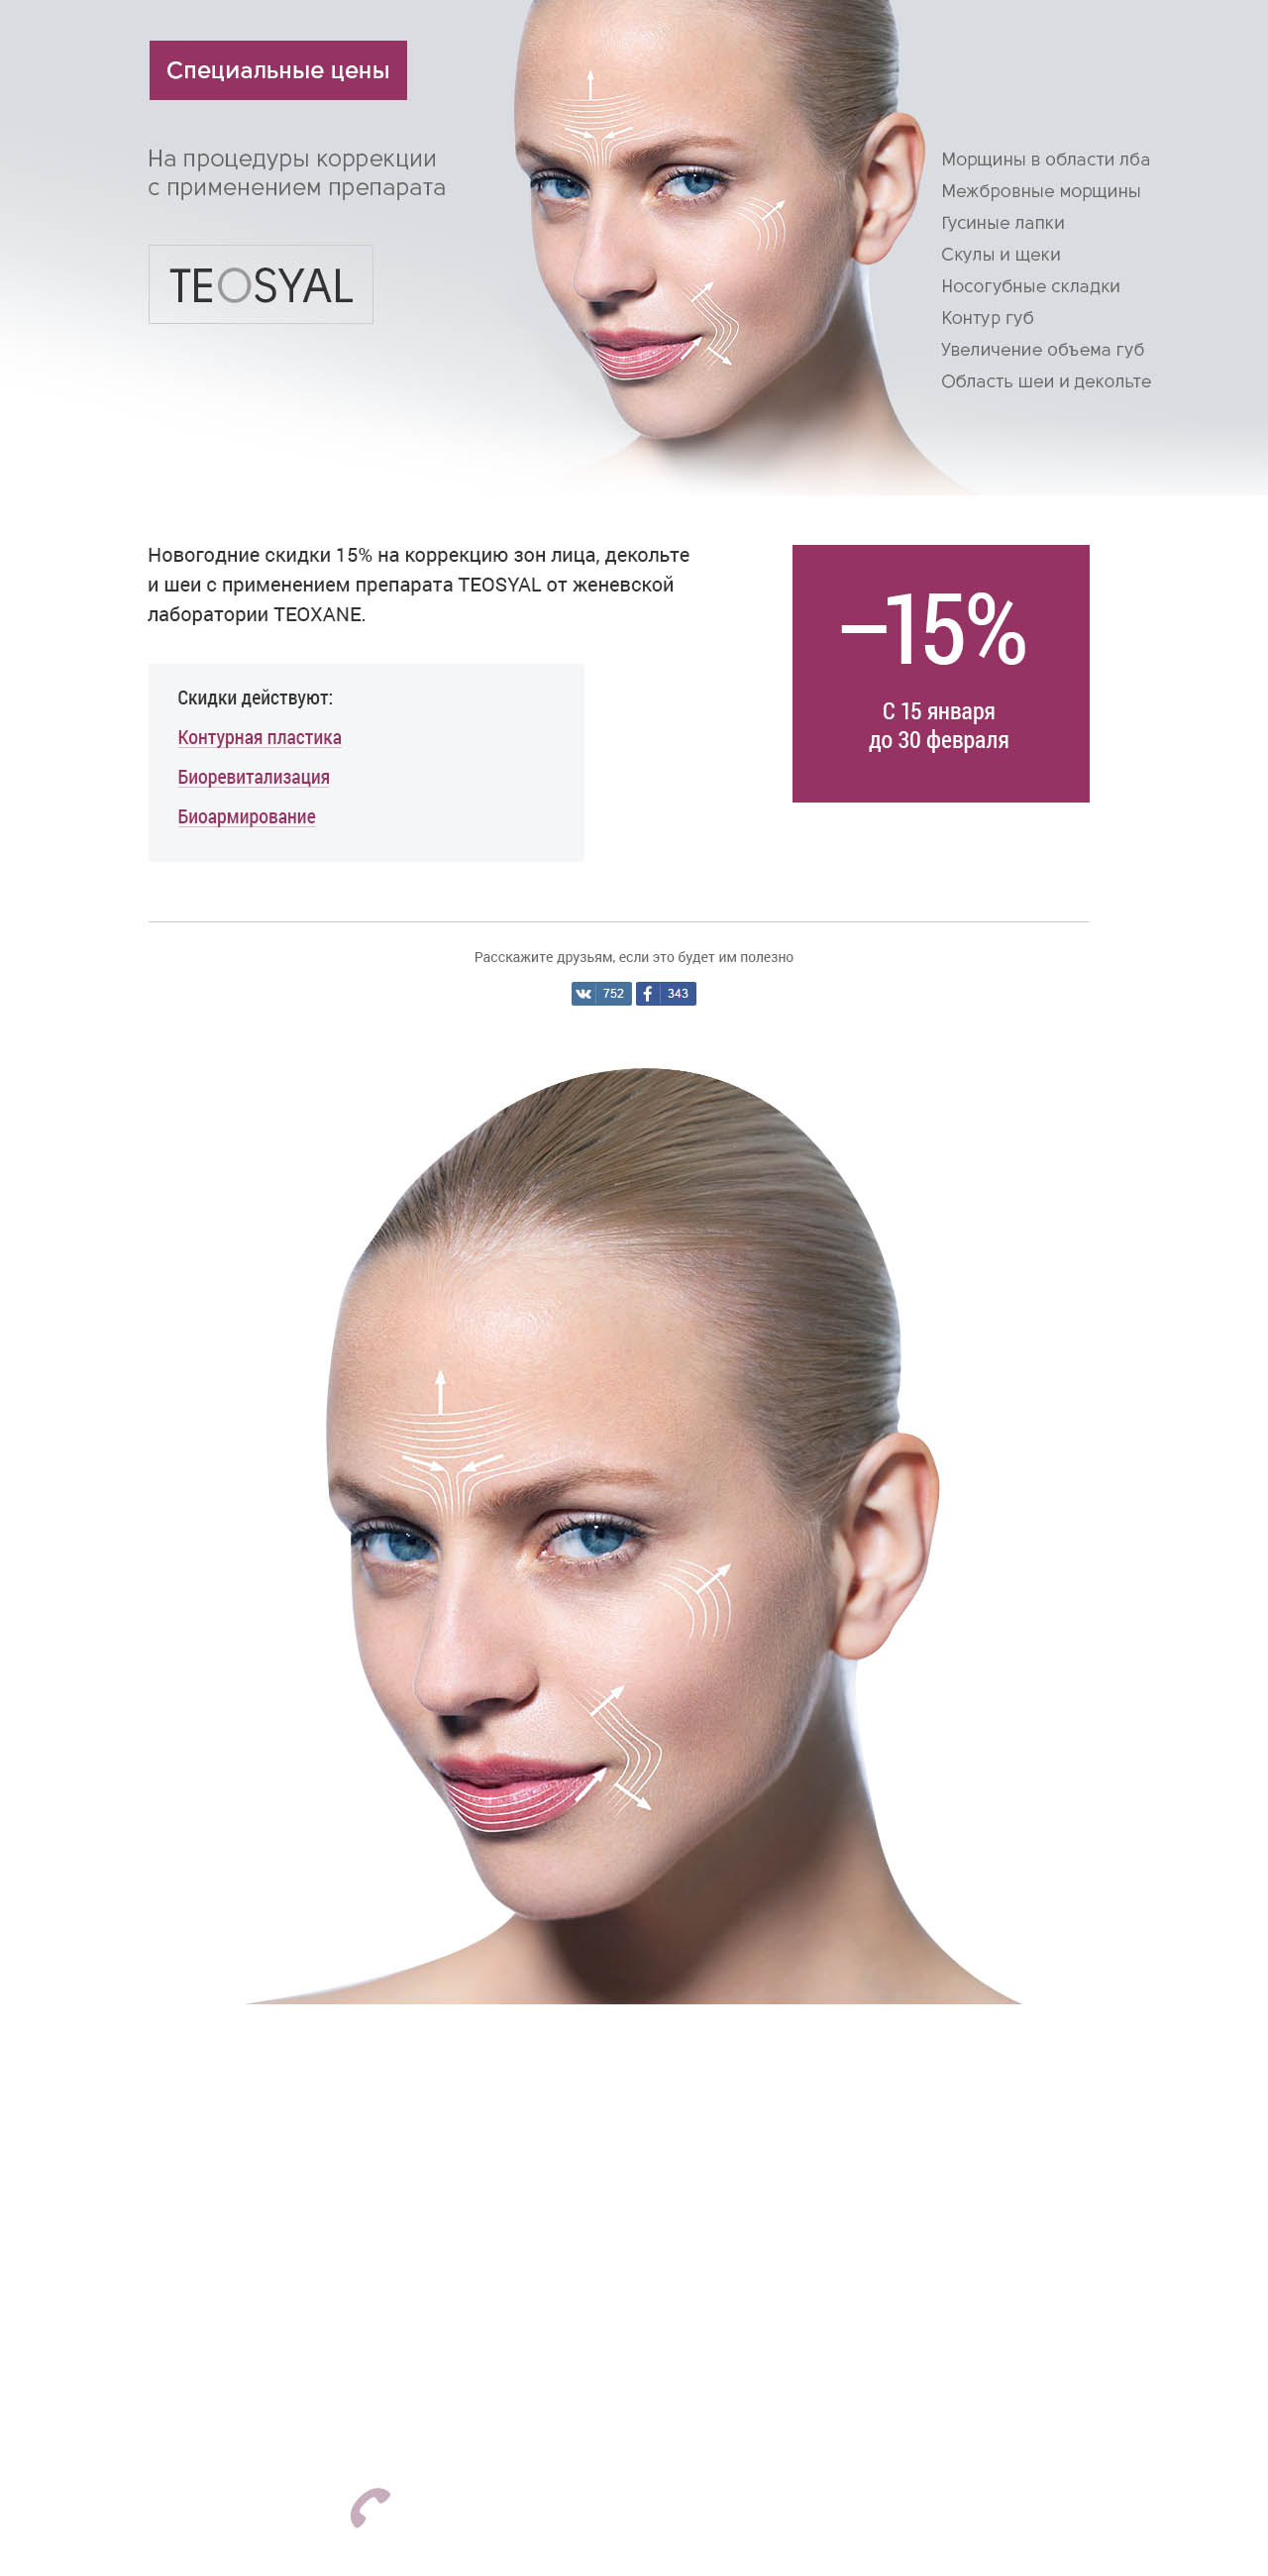 Специальные цены
На процедуры коррекции
с применением препарата
TEOSYAL
Морщины в области лба
Межбровные морщины
Гусиные лапки
Скулы и щеки
Носогубные складки
Контур губ
Увеличение объема губ
Область шеи и декольте
Новогодние скидки 15% на коррекцию зон лица, декольте
и шеи с применением препарата TEOSYAL от женевской
лаборатории TEOXANE.
Скидки действуют:
Контурная пластика
Биоревитализация
Биоармирование
–15%
С 15 января
до 30 февраля
Расскажите друзьям, если это будет им полезно
752 343